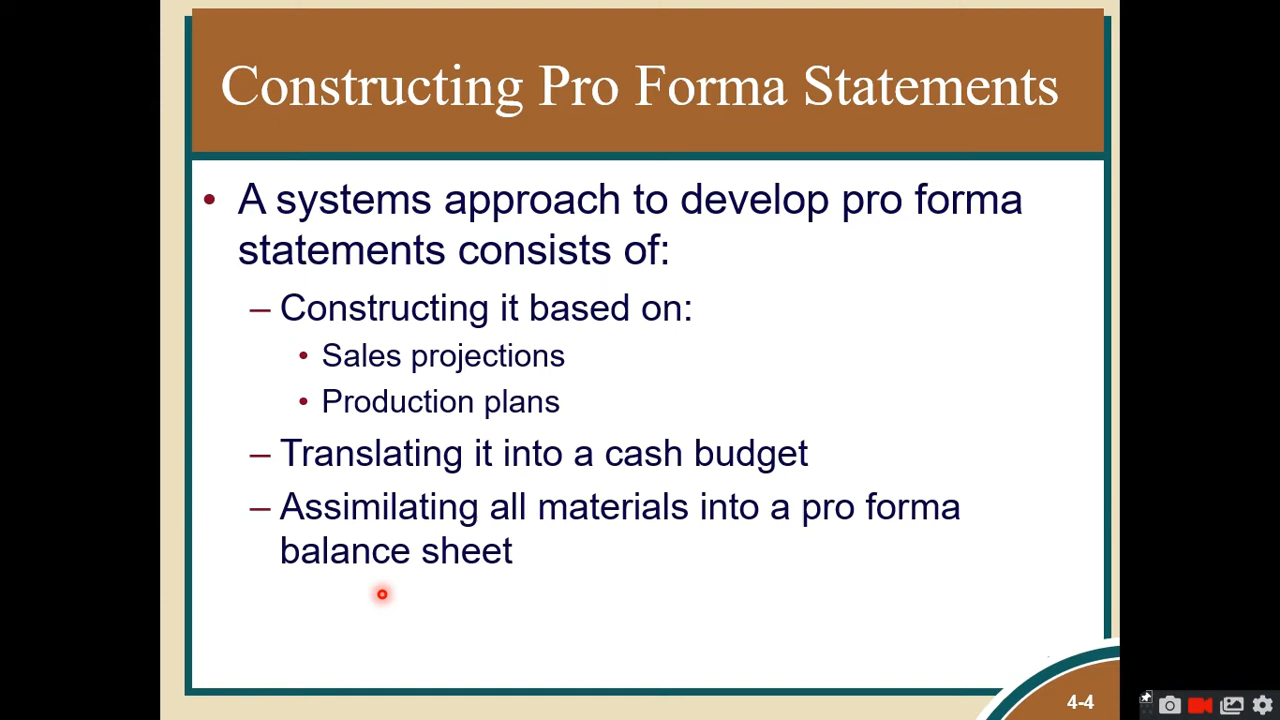 Constructing Pro Forma Statements
• A systems approach to develop pro forma
statements consists of:
– Constructing it based on:
• Sales projections
• Production plans
– Translating it into a cash budget
– Assimilating all materials into a pro forma
balance sheet
4-4